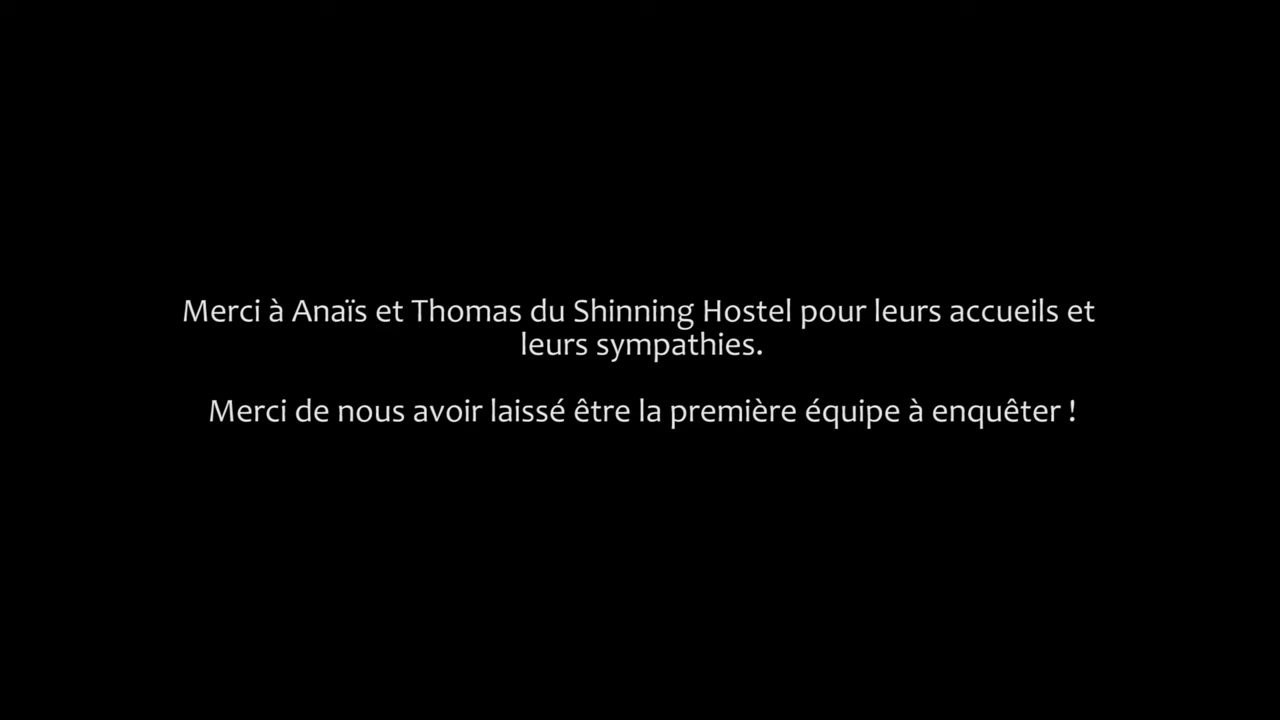 Merci à Anaïs et Thomas du Shinning Hostel pour leurs accueils et
leurs sympathies.
Merci de nous avoir laissé être la première équipe à enquêter !